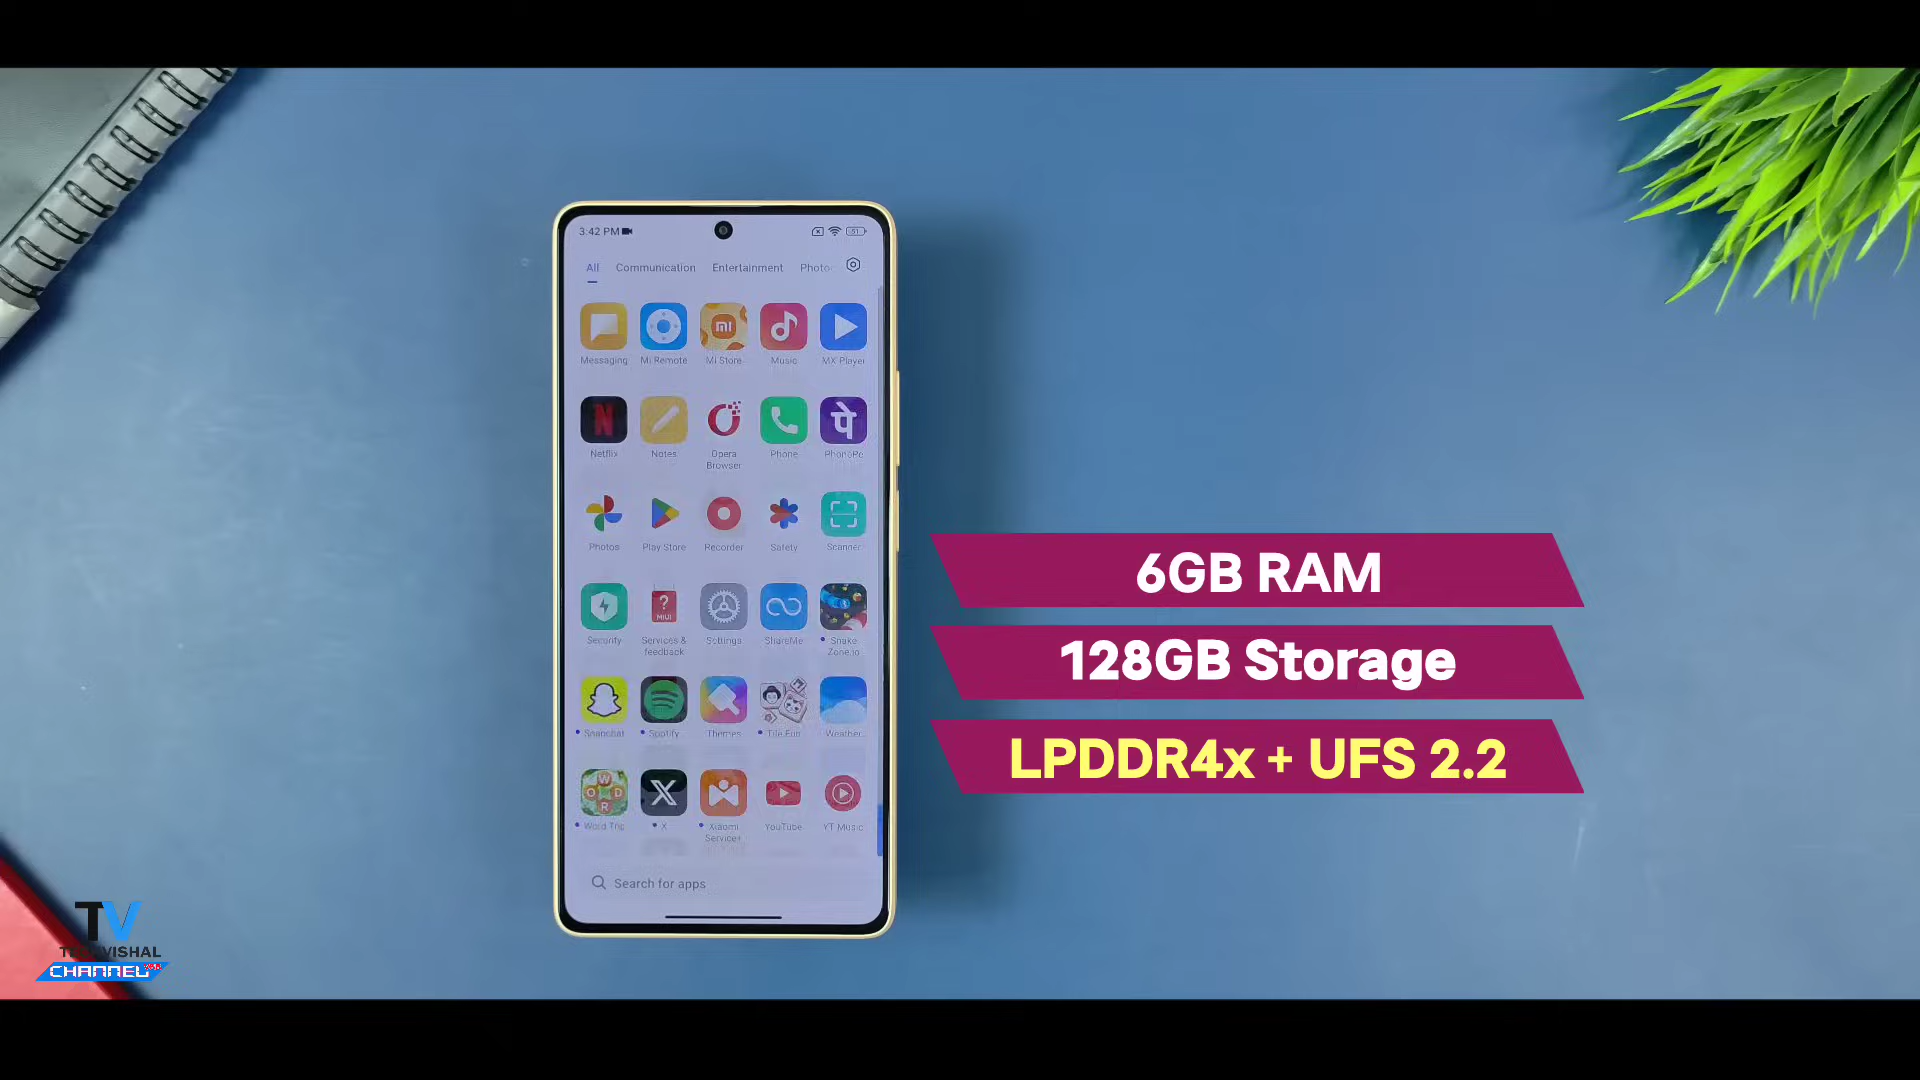 3:42 PM
51
All Communication Entertainment Photo
Messaging Mi Remote Mi Store Music MX Player
Netflix Notes Opera Browser Phone PhonePe
Photos Play Store Recorder Safety Scanner
Security Services & feedback Settings ShareMe Snake Zone.io
Snapchat Spotify Themes Tile Fun Weather
Word Trip X Xiaomi Service+ YouTube YT Music
Search for apps
6GB RAM
128GB Storage
LPDDR4x + UFS 2.2
TV
TECHVISHAL
CHANNEL